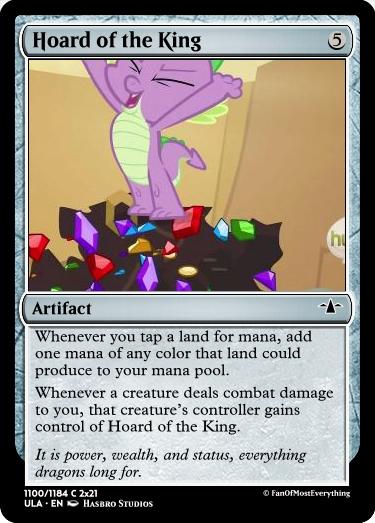 Hoard of the King 5
hu
Artifact
Whenever you tap a land for mana, add
one mana of any color that land could
produce to your mana pool.
Whenever a creature deals combat damage
to you, that creature's controller gains
control of Hoard of the King.
It is power, wealth, and status, everything
dragons long for.
1100/1184 C 2x21
ULA • EN HASBRO STUDIOS
© FanOfMostEverything